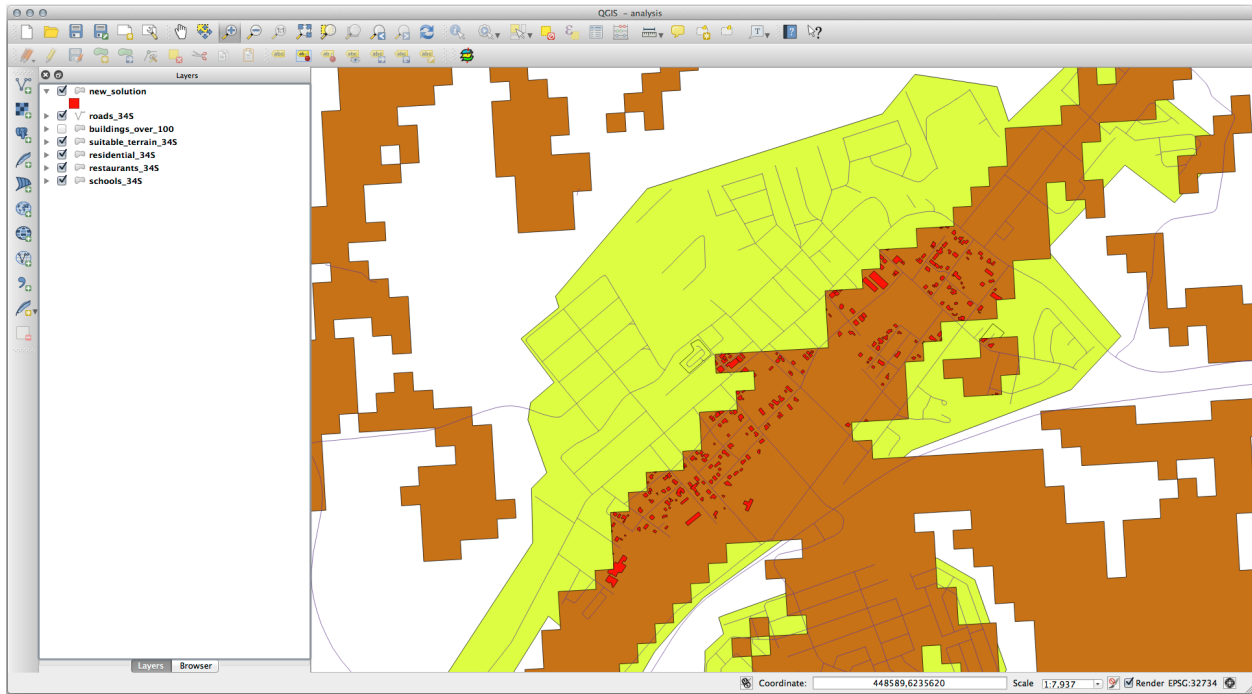 QGIS - analysis
Layers
new_solution
roads_34S
buildings_over_100
suitable_terrain_34S
residential_34S
restaurants_34S
schools_34S
Layers
Browser
Coordinate:
448589,6235620
Scale
1:7,937
Render
EPSG:32734